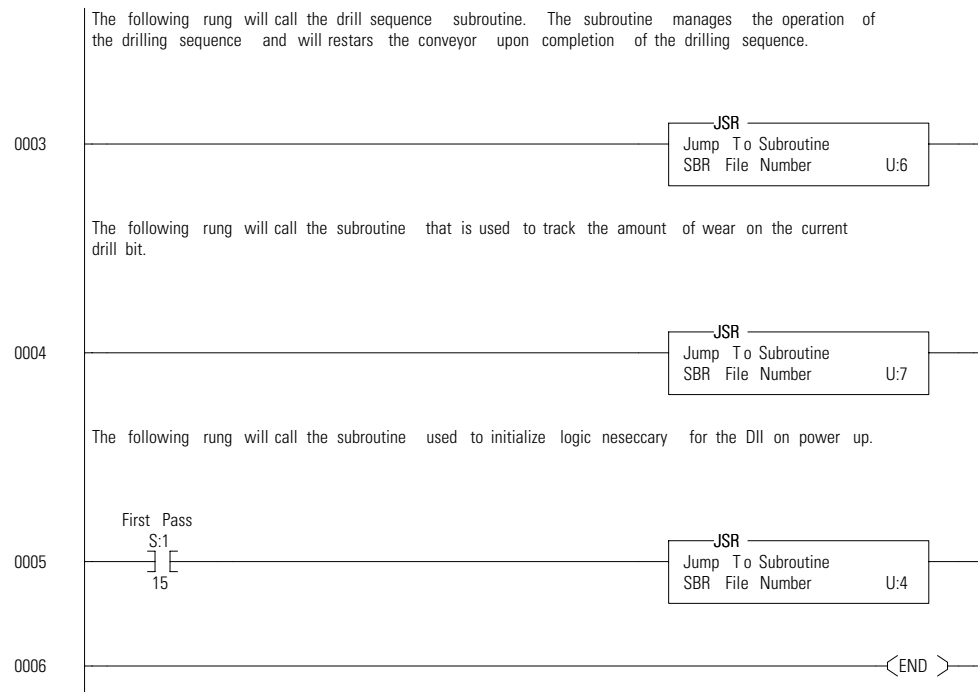 The following rung will call the drill sequence subroutine. The subroutine manages the operation of
the drilling sequence and will restars the conveyor upon completion of the drilling sequence.
JSR
0003
Jump To Subroutine
SBR File Number U:6
The following rung will call the subroutine that is used to track the amount of wear on the current
drill bit.
JSR
0004
Jump To Subroutine
SBR File Number U:7
The following rung will call the subroutine used to initialize logic neseccary for the DII on power up.
First Pass
S:1
JSR
0005
Jump To Subroutine
15
SBR File Number U:4
0006
END